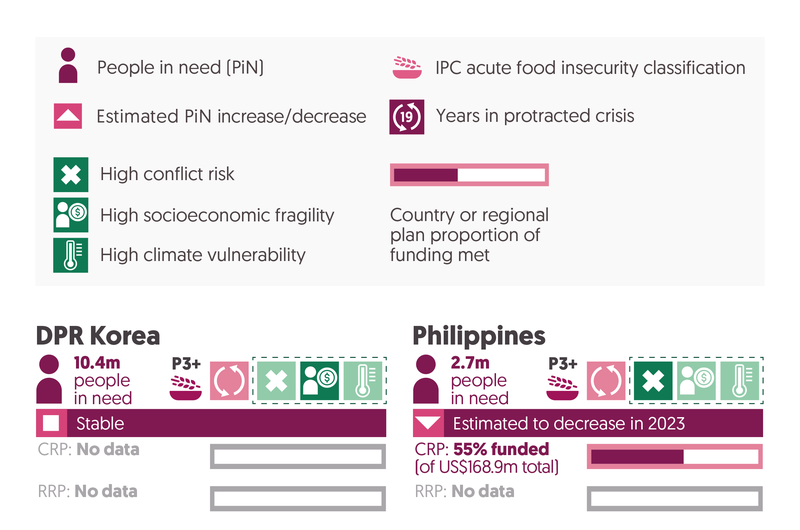 People in need (PiN)
IPC acute food insecurity classification
Estimated PiN increase/decrease
19
Years in protracted crisis
High conflict risk
$
High socioeconomic fragility
High climate vulnerability
Country or regional
plan proportion of
funding met
DPR Korea
10.4m
people
in need
P3+
$
Stable
CRP: No data
RRP: No data
Philippines
2.7m
people
in need
P3+
$
Estimated to decrease in 2023
CRP: 55% funded
(of US$168.9m total)
RRP: No data